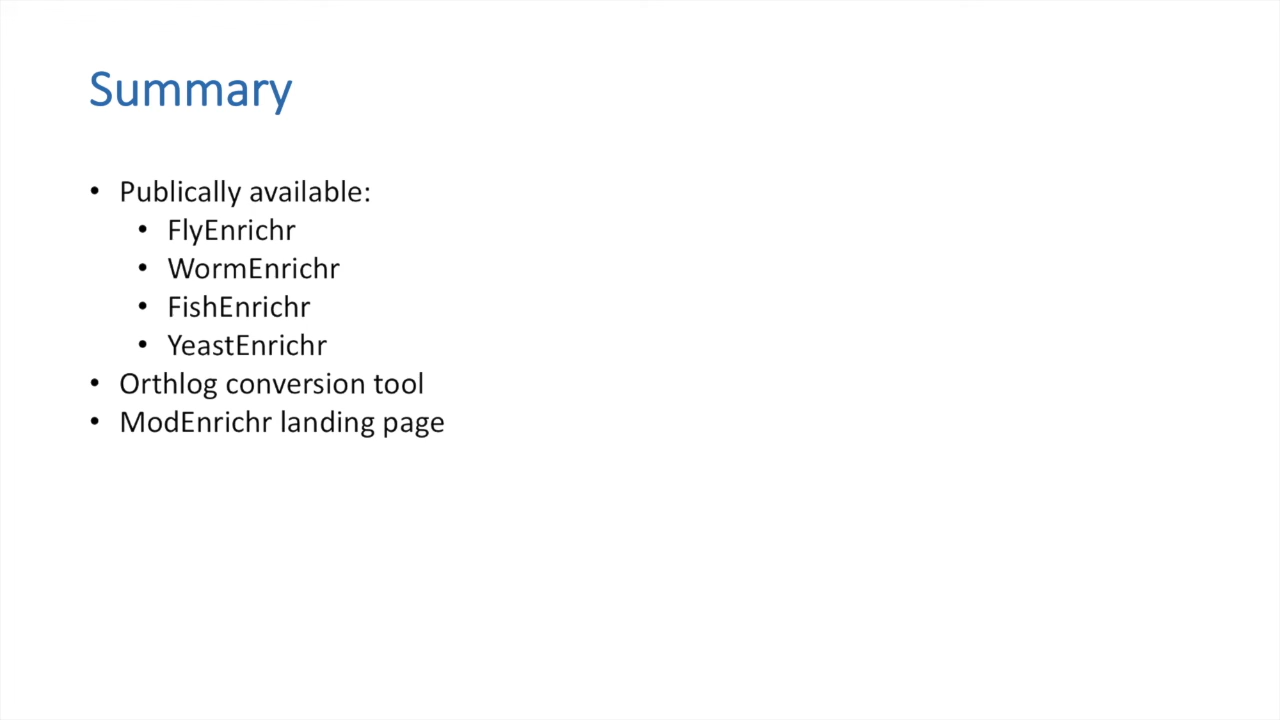 Summary
• Publically available:
• FlyEnrichr
• WormEnrichr
• FishEnrichr
• YeastEnrichr
• Orthlog conversion tool
• ModEnrichr landing page